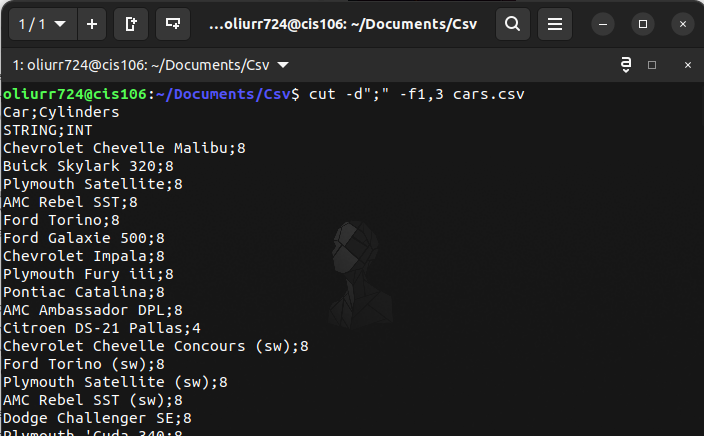 1 / 1
...oliurr724@cis106: ~/Documents/Csv
1: oliurr724@cis106: ~/Documents/Csv
oliurr724@cis106:~/Documents/Csv$ cut -d";" -f1,3 cars.csv
Car;Cylinders
STRING;INT
Chevrolet Chevelle Malibu;8
Buick Skylark 320;8
Plymouth Satellite;8
AMC Rebel SST;8
Ford Torino;8
Ford Galaxie 500;8
Chevrolet Impala;8
Plymouth Fury iii;8
Pontiac Catalina;8
AMC Ambassador DPL;8
Citroen DS-21 Pallas;4
Chevrolet Chevelle Concours (sw);8
Ford Torino (sw);8
Plymouth Satellite (sw);8
AMC Rebel SST (sw);8
Dodge Challenger SE;8
Plymouth 'Cuda 340;8